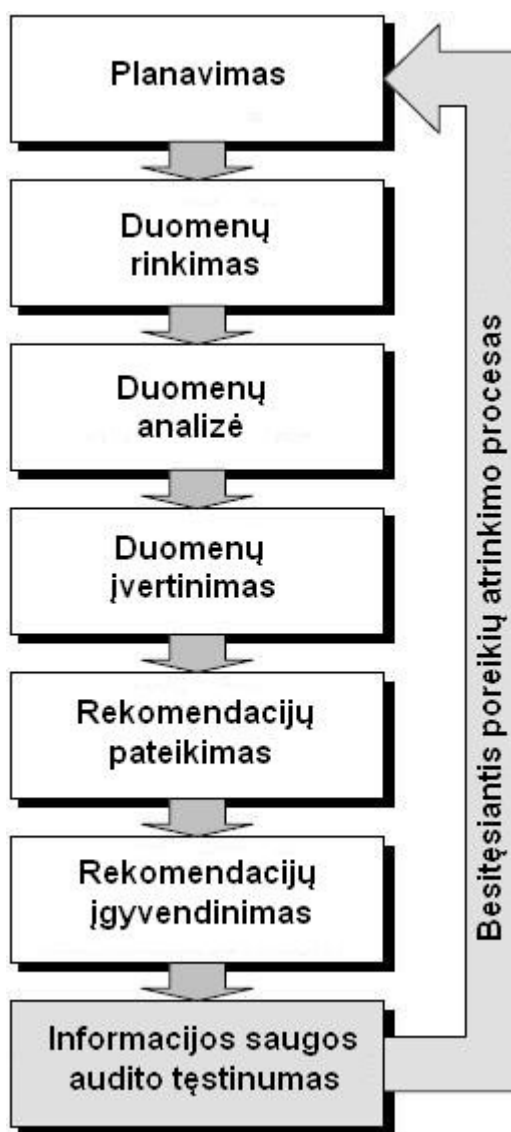 Planavimas
Duomenų
rinkimas
Duomenų
analizė
Duomenų
įvertinimas
Rekomendacijų
pateikimas
Rekomendacijų
įgyvendinimas
Informacijos saugos
audito tęstinumas
Besitęsiantis poreikių atrinkimo procesas